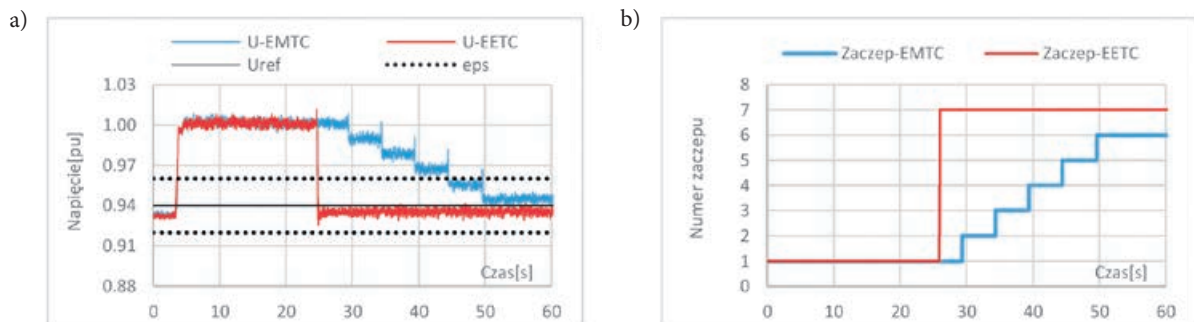 a)
U-EMTC
U-EETC
Uref
eps
1.03
1.00
0.97
0.94
0.91
0.88
Napięcie[pu]
Czas[s]
0 10 20 30 40 50 60
b)
Zaczep-EMTC
Zaczep-EETC
8
7
6
5
4
3
2
1
0
Numer zaczepu
Czas[s]
0 10 20 30 40 50 60